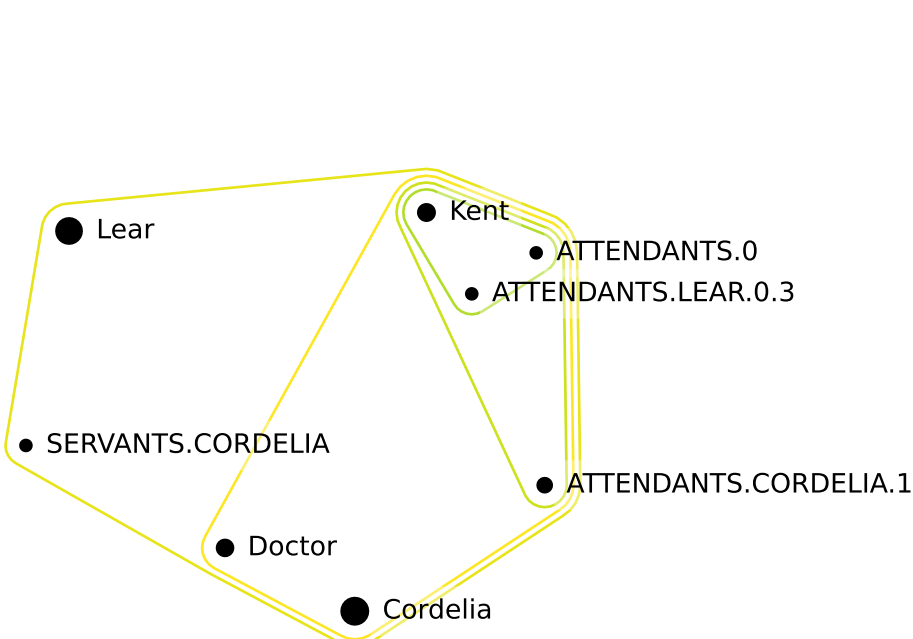 Kent
Lear
ATTENDANTS.0
ATTENDANTS.LEAR.0.3
SERVANTS.CORDELIA
ATTENDANTS.CORDELIA.1
Doctor
Cordelia